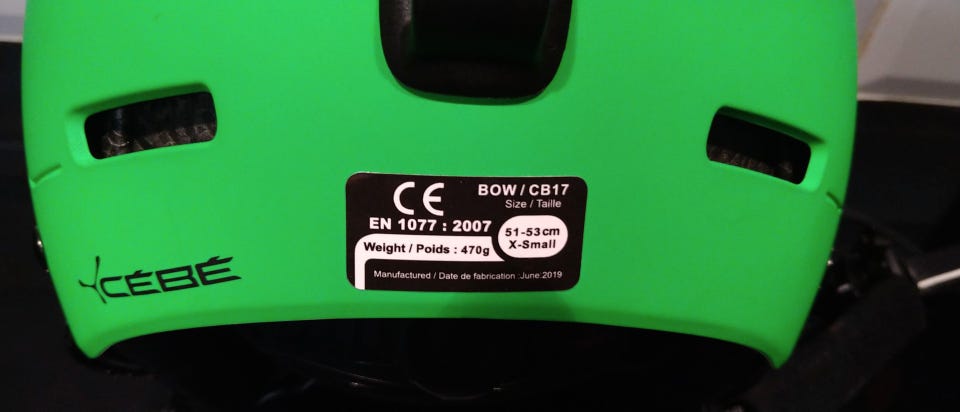 CE
BOW / CB17
Size / Taille
EN 1077 : 2007
51-53cm
X-Small
Weight / Poids : 470g
Manufactured / Date de fabrication :June:2019
CÉBÉ